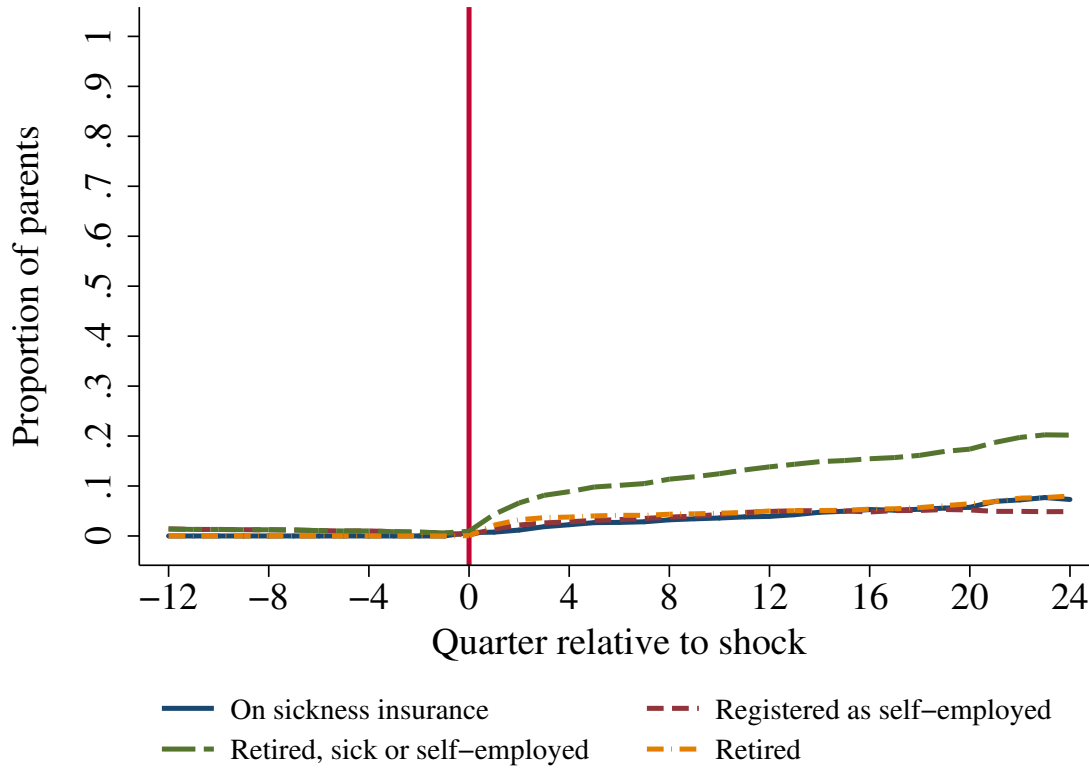 Proportion of parents
1
.9
.8
.7
.6
.5
.4
.3
.2
.1
0
−12 −8 −4 0 4 8 12 16 20 24
Quarter relative to shock
On sickness insurance Registered as self−employed
Retired, sick or self−employed Retired